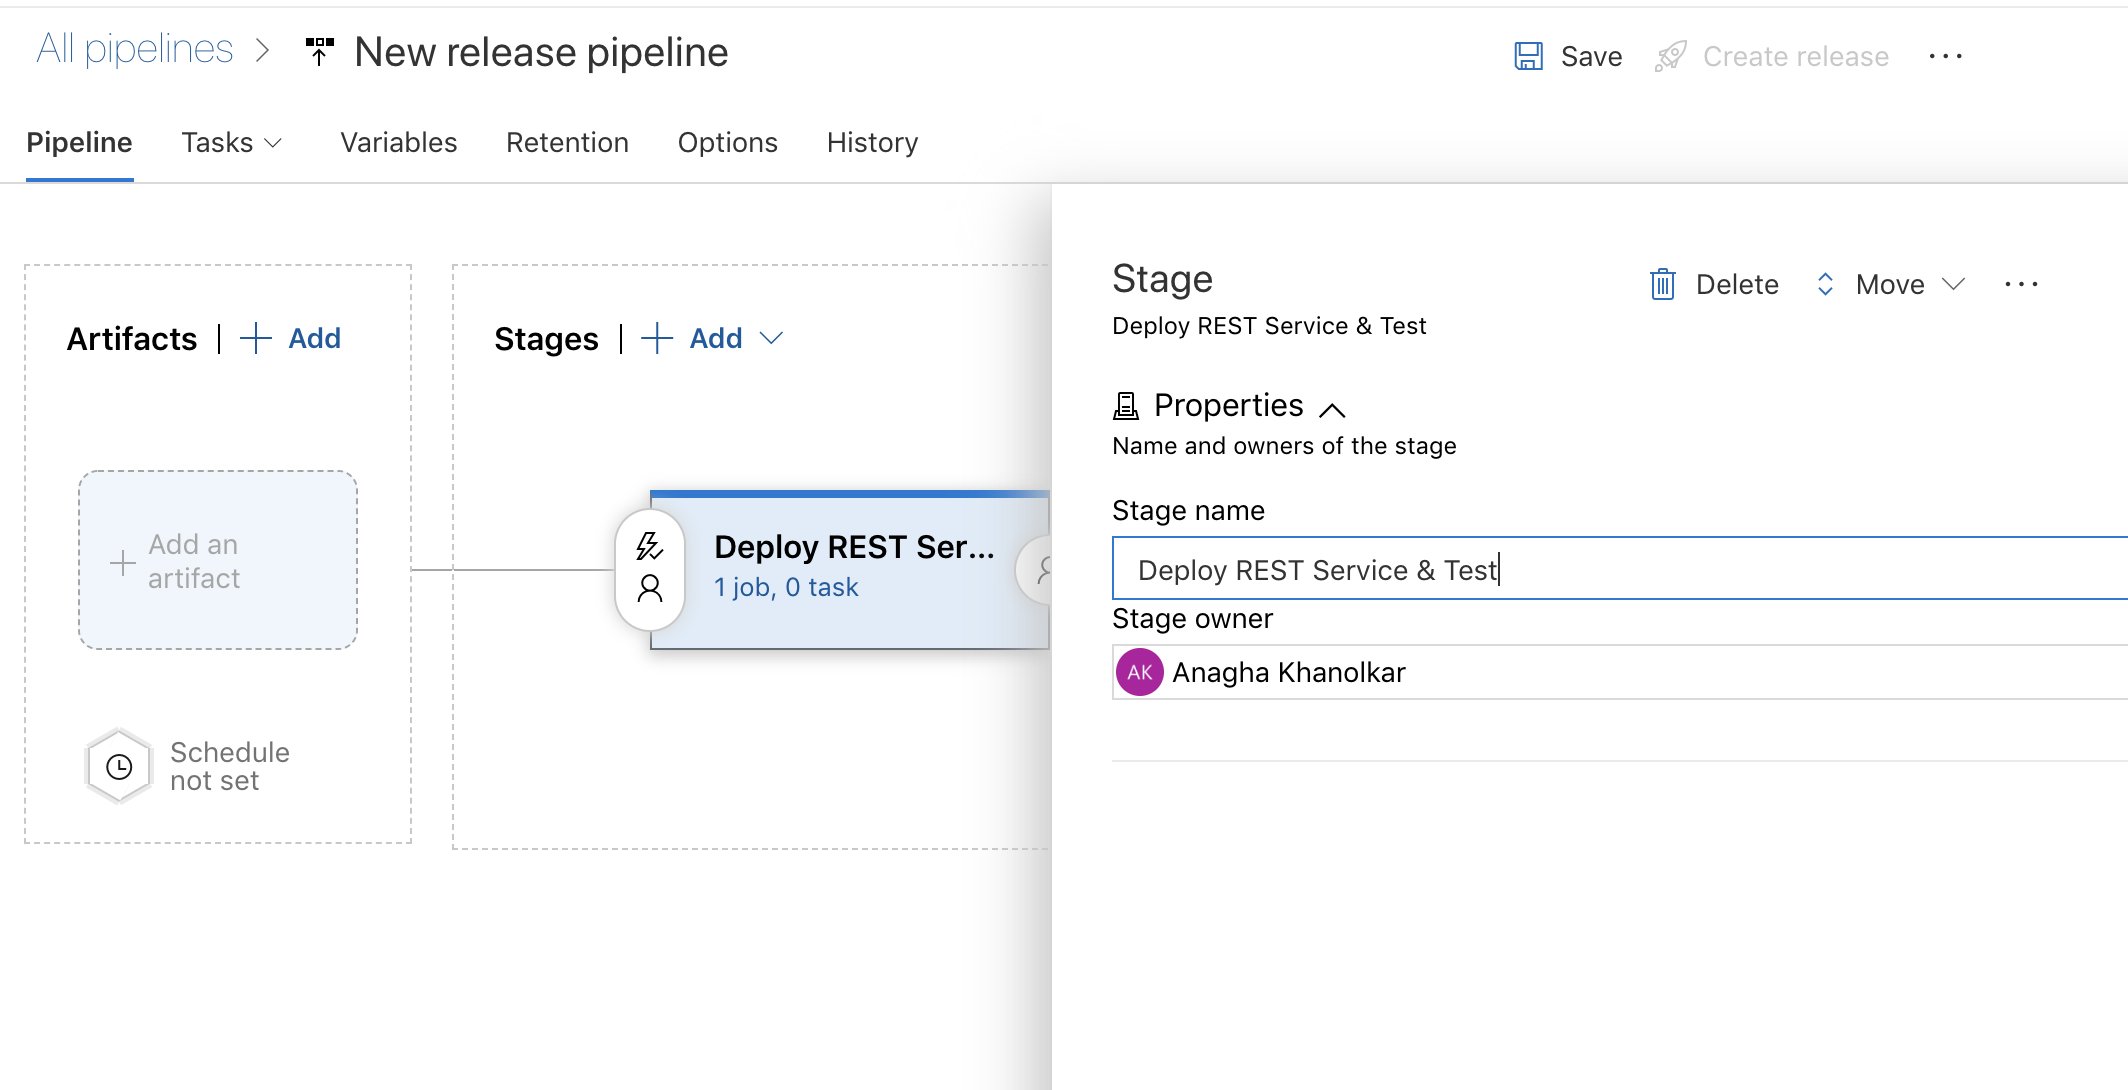 All pipelines
New release pipeline
Save
Create release
Pipeline
Tasks
Variables
Retention
Options
History
Artifacts | + Add
Stages | + Add
Add an
artifact
Schedule
not set
Deploy REST Ser...
1 job, 0 task
Stage
Deploy REST Service & Test
Delete
Move
Properties
Name and owners of the stage
Stage name
Deploy REST Service & Test
Stage owner
AK Anagha Khanolkar